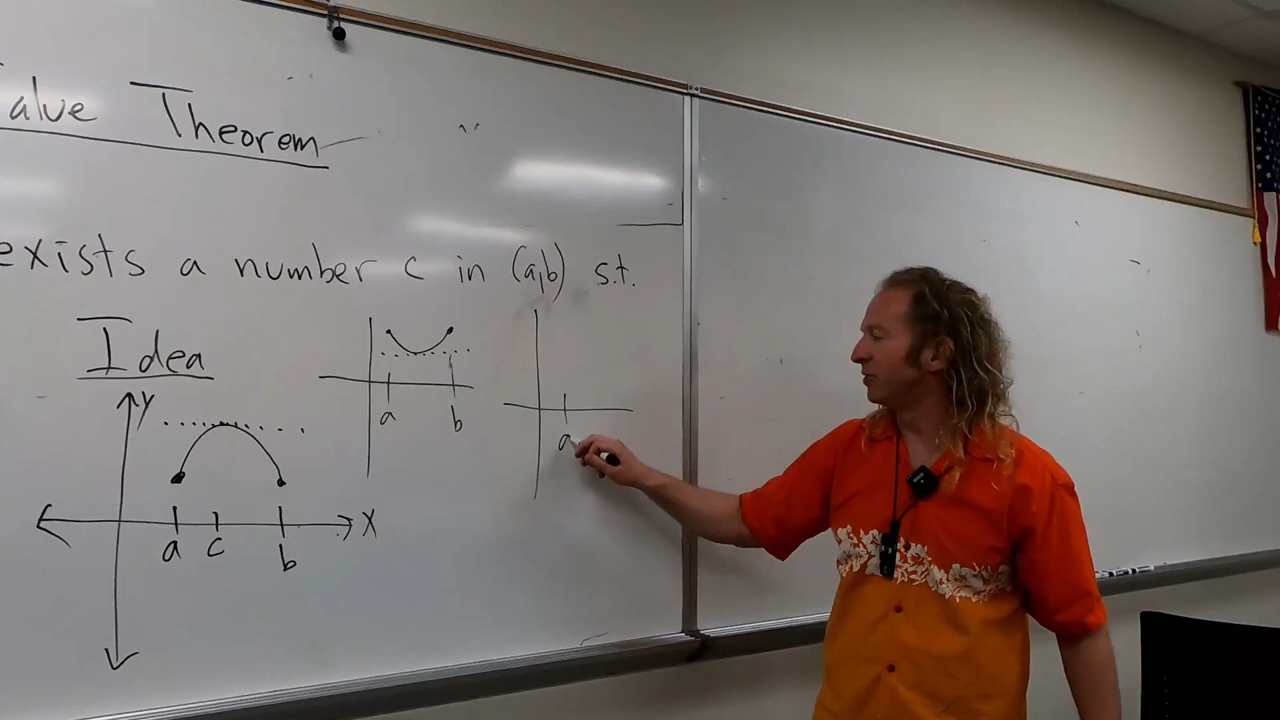 alue Theorem
exists a number c in (a,b) s.t.
Idea
Y
a c b
X
a b
a